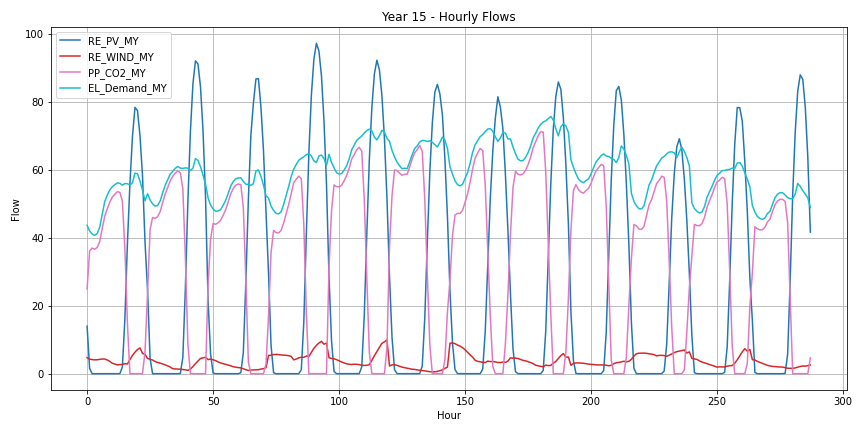 Year 15 - Hourly Flows
RE_PV_MY
RE_WIND_MY
PP_CO2_MY
EL_Demand_MY
100
80
60
40
20
0
Flow
0 50 100 150 200 250 300
Hour